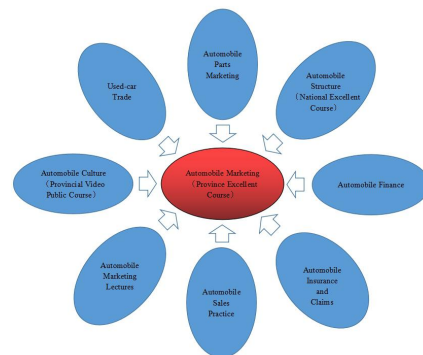 Automobile
Parts
Marketing
Used-car
Trade
Automobile
Structure
（National Excellent
Course）
Automobile Culture
（Provincial Video
Public Course）
Automobile Marketing
（Province Excellent
Course）
Automobile Finance
Automobile
Marketing
Lectures
Automobile
Sales
Practice
Automobile
Insurance
and
Claims